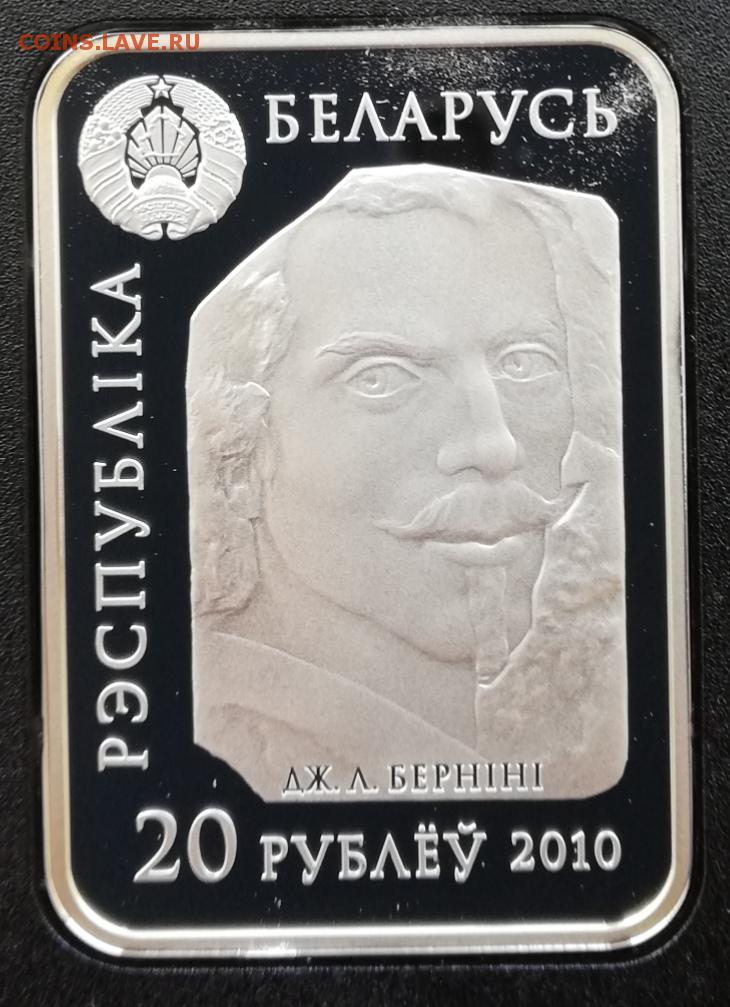 COINS.LAVE.RU
БЕЛАРУСЬ
РЭСПУБЛІКА
ДЖ. Л. БЕРНІНІ
20 РУБЛЁЎ 2010